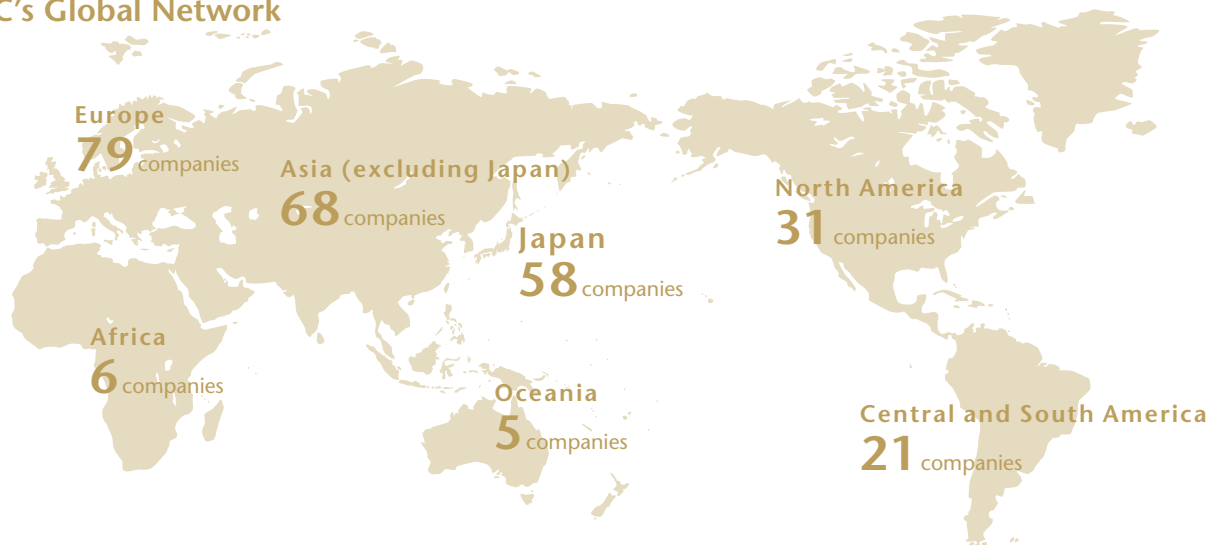 C's Global Network
Europe
79 companies
Asia (excluding Japan)
68 companies
Japan
58 companies
North America
31 companies
Africa
6 companies
Oceania
5 companies
Central and South America
21 companies